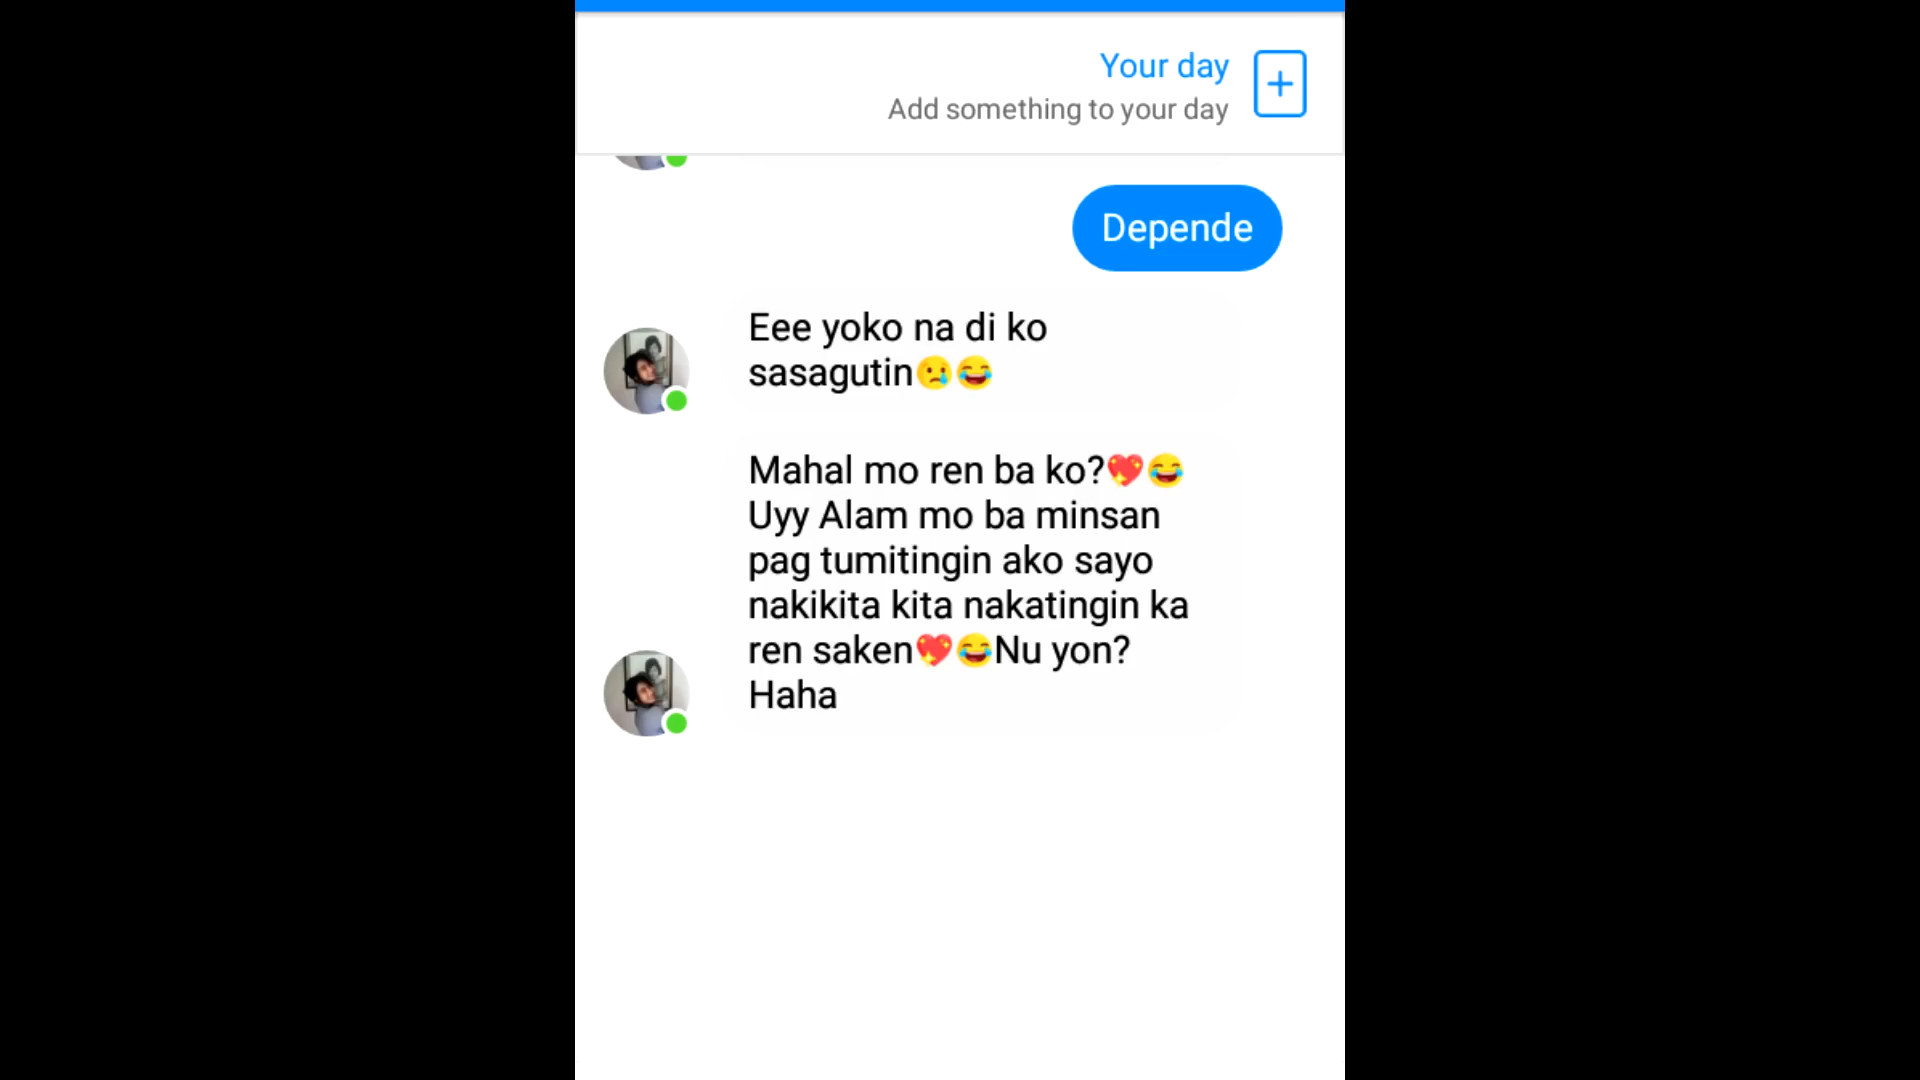 Your day
Add something to your day
Depende
Eee yoko na di ko
sasagutin😢😂
Mahal mo ren ba ko?💖😂
Uyy Alam mo ba minsan
pag tumitingin ako sayo
nakikita kita nakatingin ka
ren saken💖😂Nu yon?
Haha